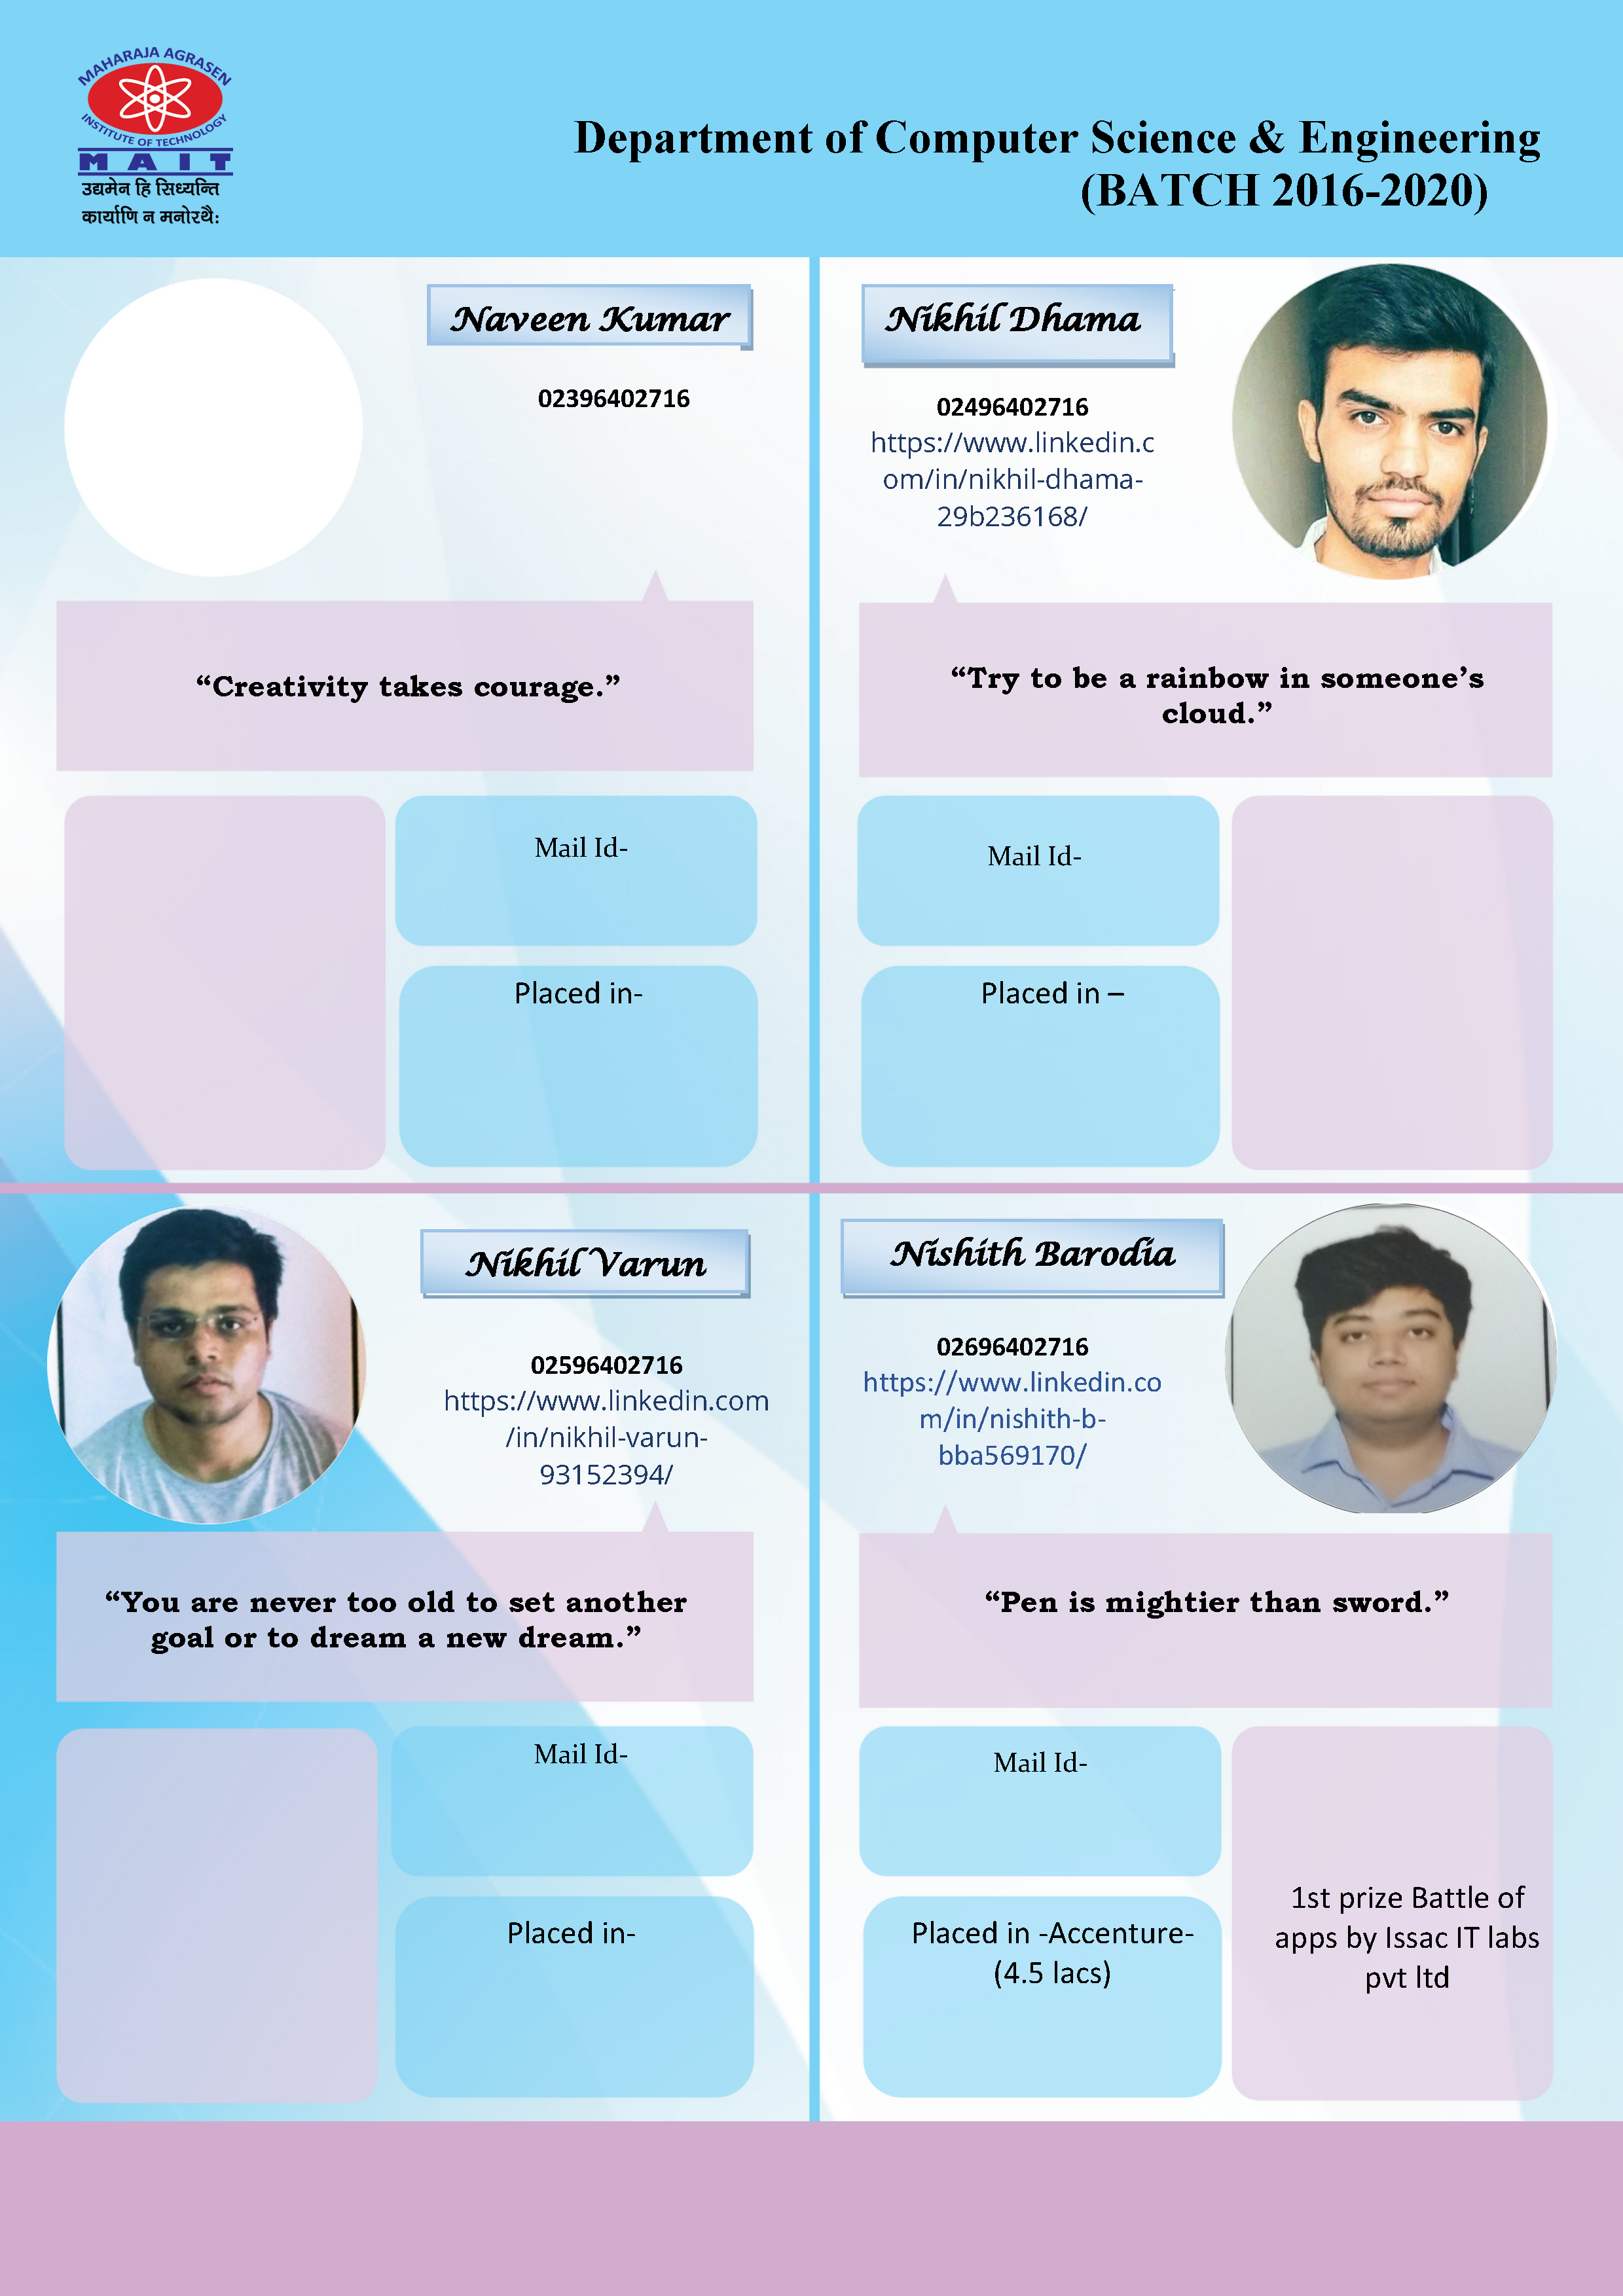 MAHARAJA AGRASEN
INSTITUTE OF TECHNOLOGY
MAIT
उद्यमेन हि सिध्यन्ति
कार्याणि न मनोरथै:
Department of Computer Science & Engineering
(BATCH 2016-2020)
Naveen Kumar
02396402716
“Creativity takes courage.”
Mail Id-
Placed in-
Nikhil Dhama
02496402716
https://www.linkedin.c
om/in/nikhil-dhama-
29b236168/
“Try to be a rainbow in someone’s
cloud.”
Mail Id-
Placed in –
Nikhil Varun
02596402716
https://www.linkedin.com
/in/nikhil-varun-
93152394/
“You are never too old to set another
goal or to dream a new dream.”
Mail Id-
Placed in-
Nishith Barodia
02696402716
https://www.linkedin.co
m/in/nishith-b-
bba569170/
“Pen is mightier than sword.”
Mail Id-
Placed in -Accenture-
(4.5 lacs)
1st prize Battle of
apps by Issac IT labs
pvt ltd